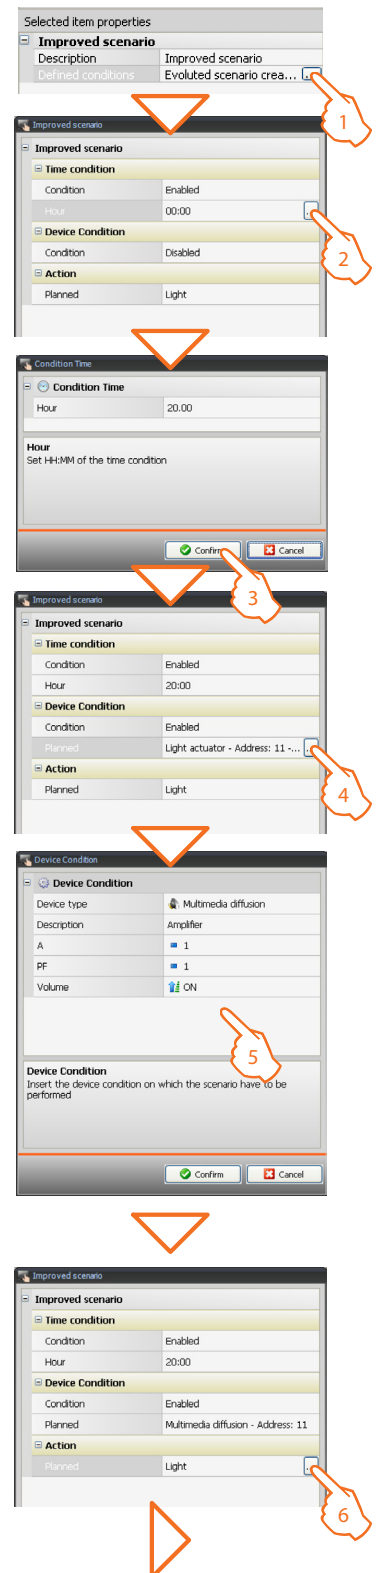 Selected item properties
Improved scenario
Description Improved scenario
Defined conditions Evoluted scenario crea... ...
1
Improved scenario
Improved scenario
Time condition
Condition Enabled
Hour 00:00 ...
Device Condition
Condition Disabled
2
Action
Planned Light
Condition Time
Condition Time
Hour 20.00
Hour
Set HH:MM of the time condition
Confirm Cancel
3
Improved scenario
Improved scenario
Time condition
Condition Enabled
Hour 20:00
Device Condition
Condition Enabled
Planned Light actuator - Address: 11 -... ...
Action
Planned Light
4
Device Condition
Device Condition
Device type Multimedia diffusion
Description Amplifier
A 1
PF 1
Volume ON
5
Device Condition
Insert the device condition on which the scenario have to be
performed
Confirm Cancel
Improved scenario
Improved scenario
Time condition
Condition Enabled
Hour 20:00
Device Condition
Condition Enabled
Planned Multimedia diffusion - Address: 11
Action
Planned Light ...
6